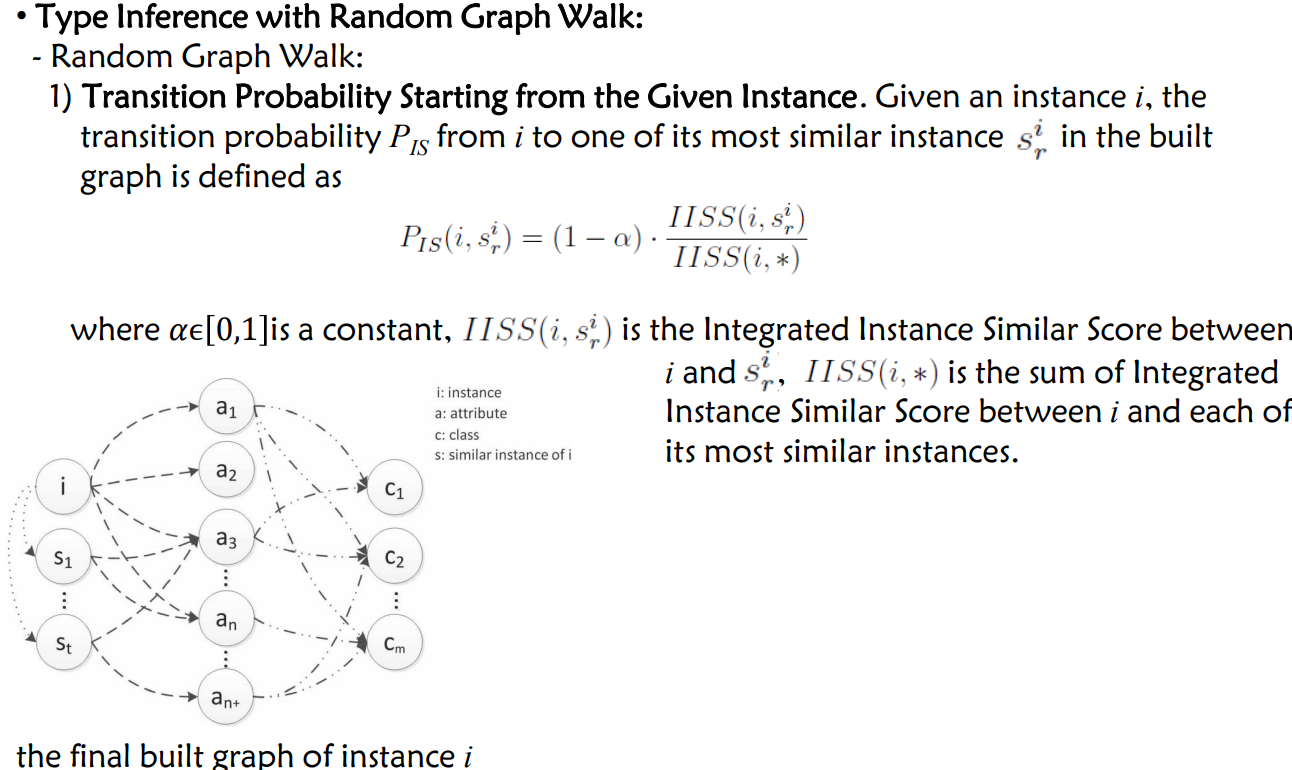 • Type Inference with Random Graph Walk:
- Random Graph Walk:
1) Transition Probability Starting from the Given Instance. Given an instance i, the
transition probability P_IS from i to one of its most similar instance s_r^i in the built
graph is defined as
P_IS(i, s_r^i) = (1 − α) · IISS(i, s_r^i) / IISS(i, *)
where αϵ[0,1]is a constant, IISS(i, s_r^i) is the Integrated Instance Similar Score between
i and s_r^i, IISS(i, *) is the sum of Integrated
Instance Similar Score between i and each of
its most similar instances.
i: instance
a: attribute
c: class
s: similar instance of i
i
s1
⋮
st
a1
a2
a3
⋮
an
⋮
an+
c1
c2
⋮
cm
the final built graph of instance i